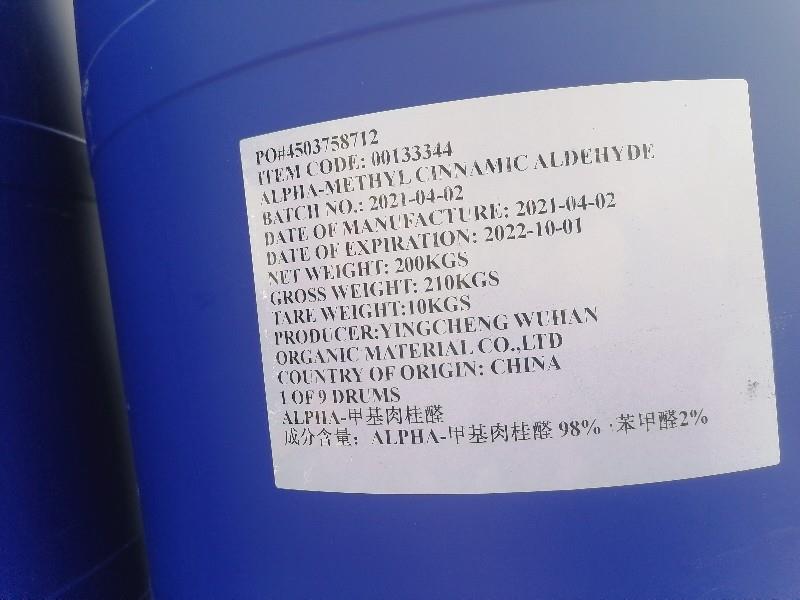 PO#4503758712
ITEM CODE: 00133344
ALPHA-METHYL CINNAMIC ALDEHYDE
BATCH NO.: 2021-04-02
DATE OF MANUFACTURE: 2021-04-02
DATE OF EXPIRATION: 2022-10-01
NET WEIGHT: 200KGS
GROSS WEIGHT: 210KGS
TARE WEIGHT:10KGS
PRODUCER:YINGCHENG WUHAN
ORGANIC MATERIAL CO.,LTD
COUNTRY OF ORIGIN: CHINA
1 OF 9 DRUMS
ALPHA-甲基肉桂醛
成分含量：ALPHA-甲基肉桂醛 98% ·苯甲醛2%